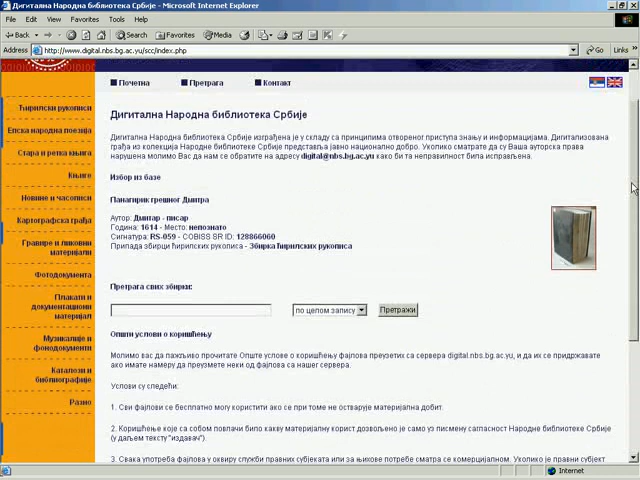 Дигитална Народна библиотека Србије - Microsoft Internet Explorer
File Edit View Favorites Tools Help
Back Search Favorites Media
Address http://www.digital.nbs.bg.ac.yu/scc/index.php Go Links
Почетна Претрага Контакт
Ћирилски рукописи
Епска народна поезија
Стара и ретка књига
Књиге
Новине и часописи
Картографска грађа
Гравире и ликовни
материјали
Фотодокумента
Плакати и
документациони
материјал
Музикалије и
фонодокументи
Каталози и
библиографије
Разно
Дигитална Народна библиотека Србије
Дигитална Народна библиотека Србије изграђена је у складу са принципима отвореног приступа знању и информацијама. Дигитализована
грађа из колекција Народне библиотеке Србије представља јавно национално добро. Уколико сматрате да су Ваша ауторска права
нарушена молимо Вас да нам се обратите на адресу digital@nbs.bg.ac.yu како би та неправилност била исправљена.
Избор из базе
Панагирик грешног Димтра
Аутор: Димтар - писар
Година: 1614 - Место: непознато
Сигнатура: RS-059 - COBISS SR ID: 128866060
Припада збирци ћирилских рукописа - Збирка ћирилских рукописа
Претрага свих збирки:
по целом запису Претражи
Општи услови о коришћењу
Молимо вас да пажљиво прочитате Опште услове о коришћењу фајлова преузетих са сервера digital.nbs.bg.ac.yu, и да их се придржавате
ако имате намеру да преузмете неки од фајлова са нашег сервера.
Услови су следећи:
1. Сви фајлови се бесплатно могу користити ако се при томе не остварује материјална добит.
2. Коришћење које са собом повлачи било какву материјалну корист дозвољено је само уз писмену сагласност Народне библиотеке Србије
(у даљем тексту "издавач").
3. Свака употреба фајлова у оквиру служби правних субјеката или за њихове потребе сматра се комерцијалном. Уколико је правни субјект
Internet